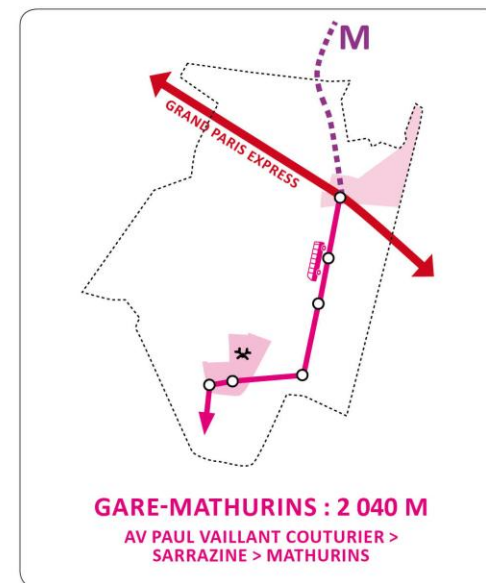 M
GRAND PARIS EXPRESS
GARE-MATHURINS : 2 040 M
AV PAUL VAILLANT COUTURIER >
SARRAZINE > MATHURINS